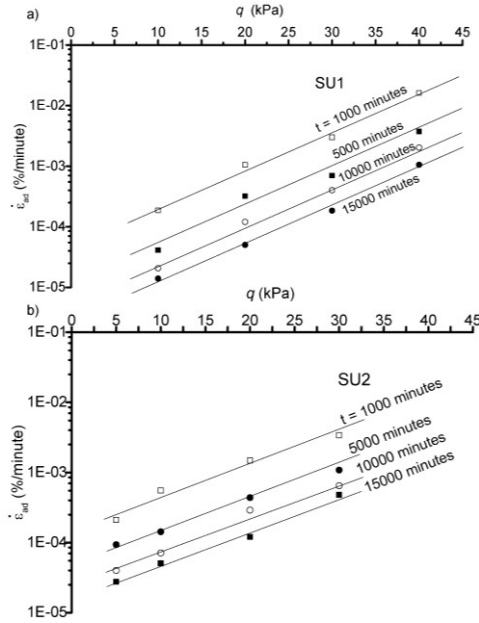 a)
q (kPa)
0 5 10 15 20 25 30 35 40 45
1E-01
1E-02
1E-03
1E-04
1E-05
ε̇ad (%/minute)
SU1
t = 1000 minutes
5000 minutes
10000 minutes
15000 minutes
b)
q (kPa)
0 5 10 15 20 25 30 35 40 45
1E-01
1E-02
1E-03
1E-04
1E-05
ε̇ad (%/minute)
SU2
t = 1000 minutes
5000 minutes
10000 minutes
15000 minutes